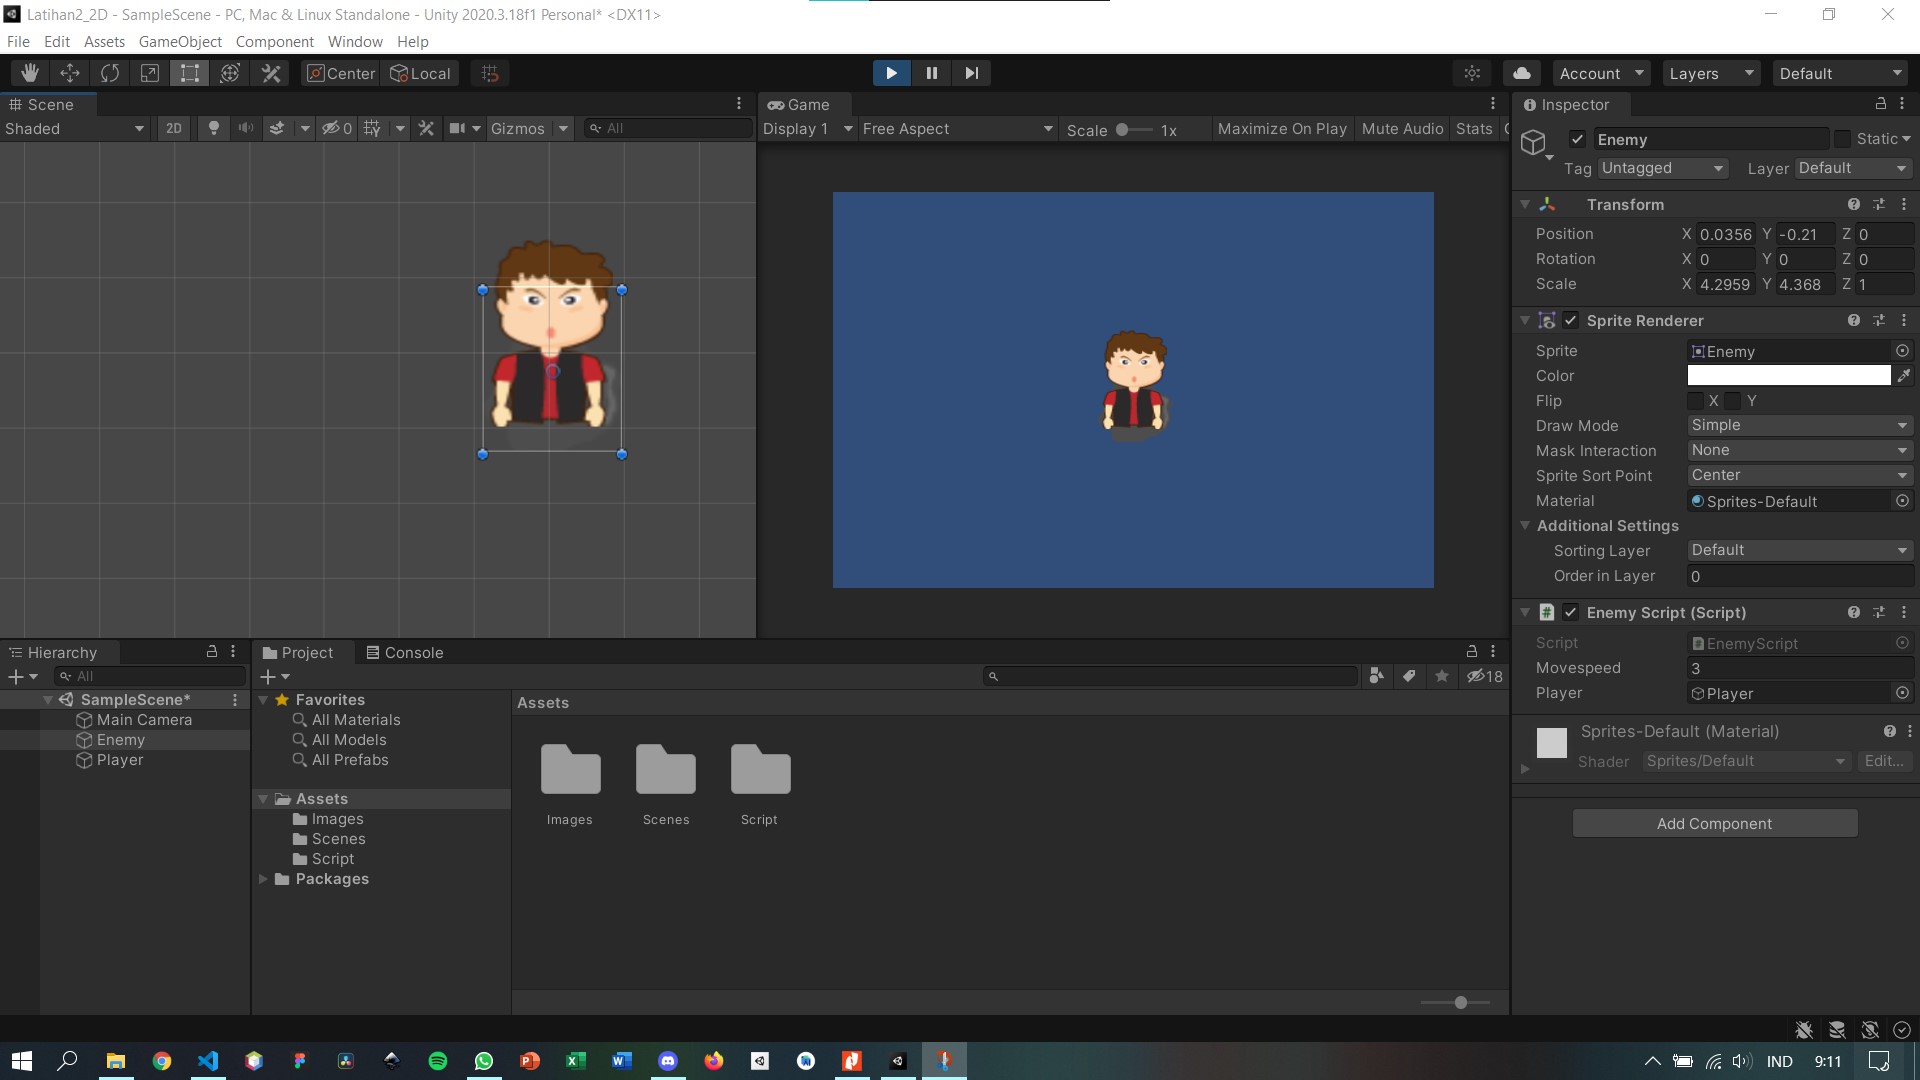 Latihan2_2D - SampleScene - PC, Mac & Linux Standalone - Unity 2020.3.18f1 Personal* <DX11>
File Edit Assets GameObject Component Window Help
Center Local Account Layers Default
Scene
Shaded 2D 0 Gizmos All
Game
Display 1 Free Aspect Scale 1x Maximize On Play Mute Audio Stats
Inspector
Enemy Static
Tag Untagged Layer Default
Transform
Position X 0.0356 Y -0.21 Z 0
Rotation X 0 Y 0 Z 0
Scale X 4.2959 Y 4.368 Z 1
Sprite Renderer
Sprite Enemy
Color
Flip X Y
Draw Mode Simple
Mask Interaction None
Sprite Sort Point Center
Material Sprites-Default
Additional Settings
Sorting Layer Default
Order in Layer 0
Enemy Script (Script)
Script EnemyScript
Movespeed 3
Player Player
Sprites-Default (Material)
Shader Sprites/Default Edit...
Add Component
Hierarchy
All
SampleScene*
Main Camera
Enemy
Player
Project Console
18
Favorites
All Materials
All Models
All Prefabs
Assets
Images
Scenes
Script
Packages
Assets
Images Scenes Script
IND 9:11